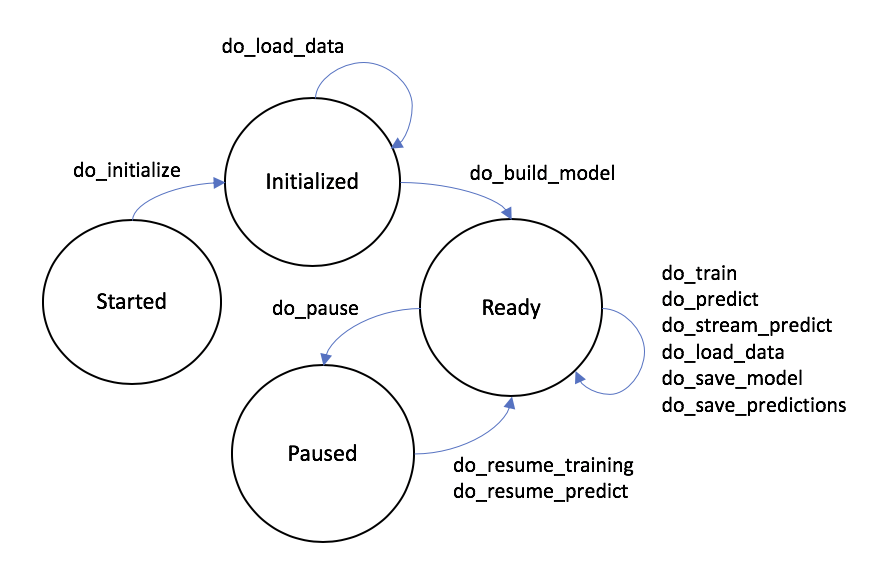 do_load_data
do_initialize
Initialized
do_build_model
Started
do_pause
Ready
do_train
do_predict
do_stream_predict
do_load_data
do_save_model
do_save_predictions
Paused
do_resume_training
do_resume_predict